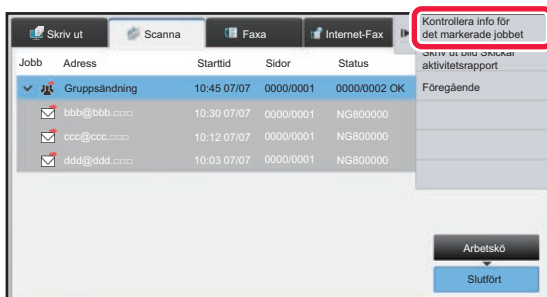 Skriv ut Scanna Faxa Internet-Fax
Kontrollera info för
det markerade jobbet
Skriv ut bild Skickar
aktivitetsrapport
Föregående
Jobb Adress Starttid Sidor Status
Gruppsändning 10:45 07/07 0000/0001 0000/0002 OK
bbb@bbb.□□□ 10:30 07/07 0000/0001 NG800000
ccc@ccc.□□□ 10:12 07/07 0000/0001 NG800000
ddd@ddd.□□□ 10:03 07/07 0000/0001 NG800000
Arbetskö
Slutfört